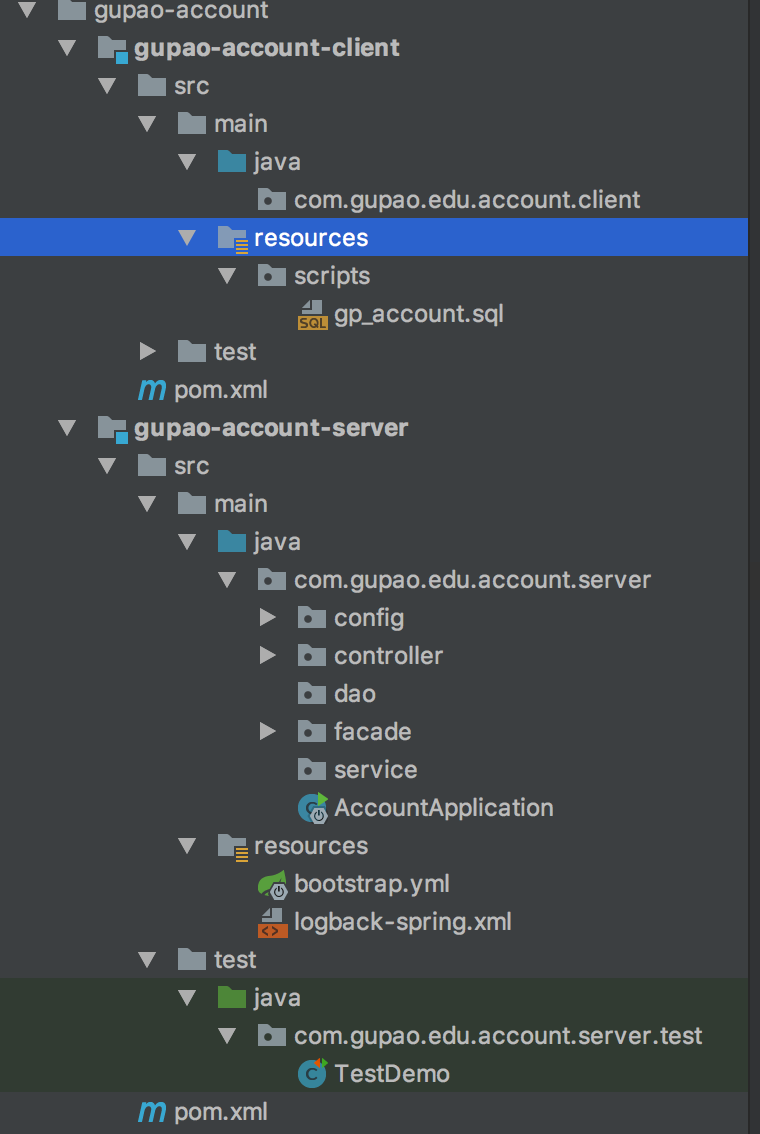 gupao-account
gupao-account-client
src
main
java
com.gupao.edu.account.client
resources
scripts
SQL gp_account.sql
test
m pom.xml
gupao-account-server
src
main
java
com.gupao.edu.account.server
config
controller
dao
facade
service
C AccountApplication
resources
bootstrap.yml
<> logback-spring.xml
test
java
com.gupao.edu.account.server.test
C TestDemo
m pom.xml